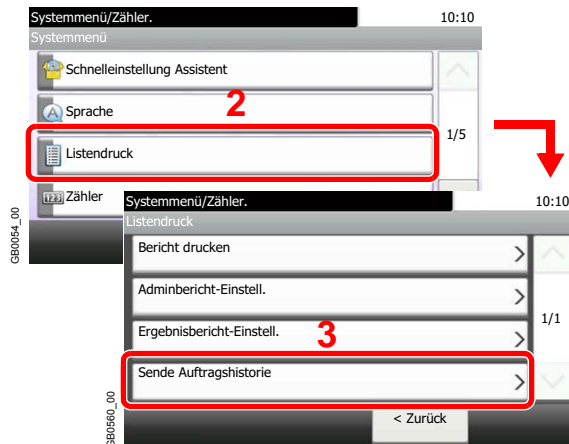 Systemmenü/Zähler. 10:10
Systemmenü
Schnelleinstellung Assistent
Sprache
2
1/5
Listendruck
123 Zähler
GB0054_00
Systemmenü/Zähler. 10:10
Listendruck
Bericht drucken
Adminbericht-Einstell.
1/1
Ergebnisbericht-Einstell.
3
Sende Auftragshistorie
< Zurück
GB0560_00